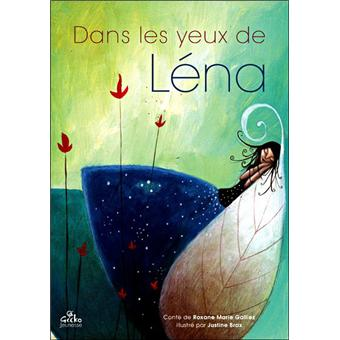 Dans les yeux de
Léna
Conte de Roxane Marie Galliez
illustré par Justine Brax
Gecko
Jeunesse